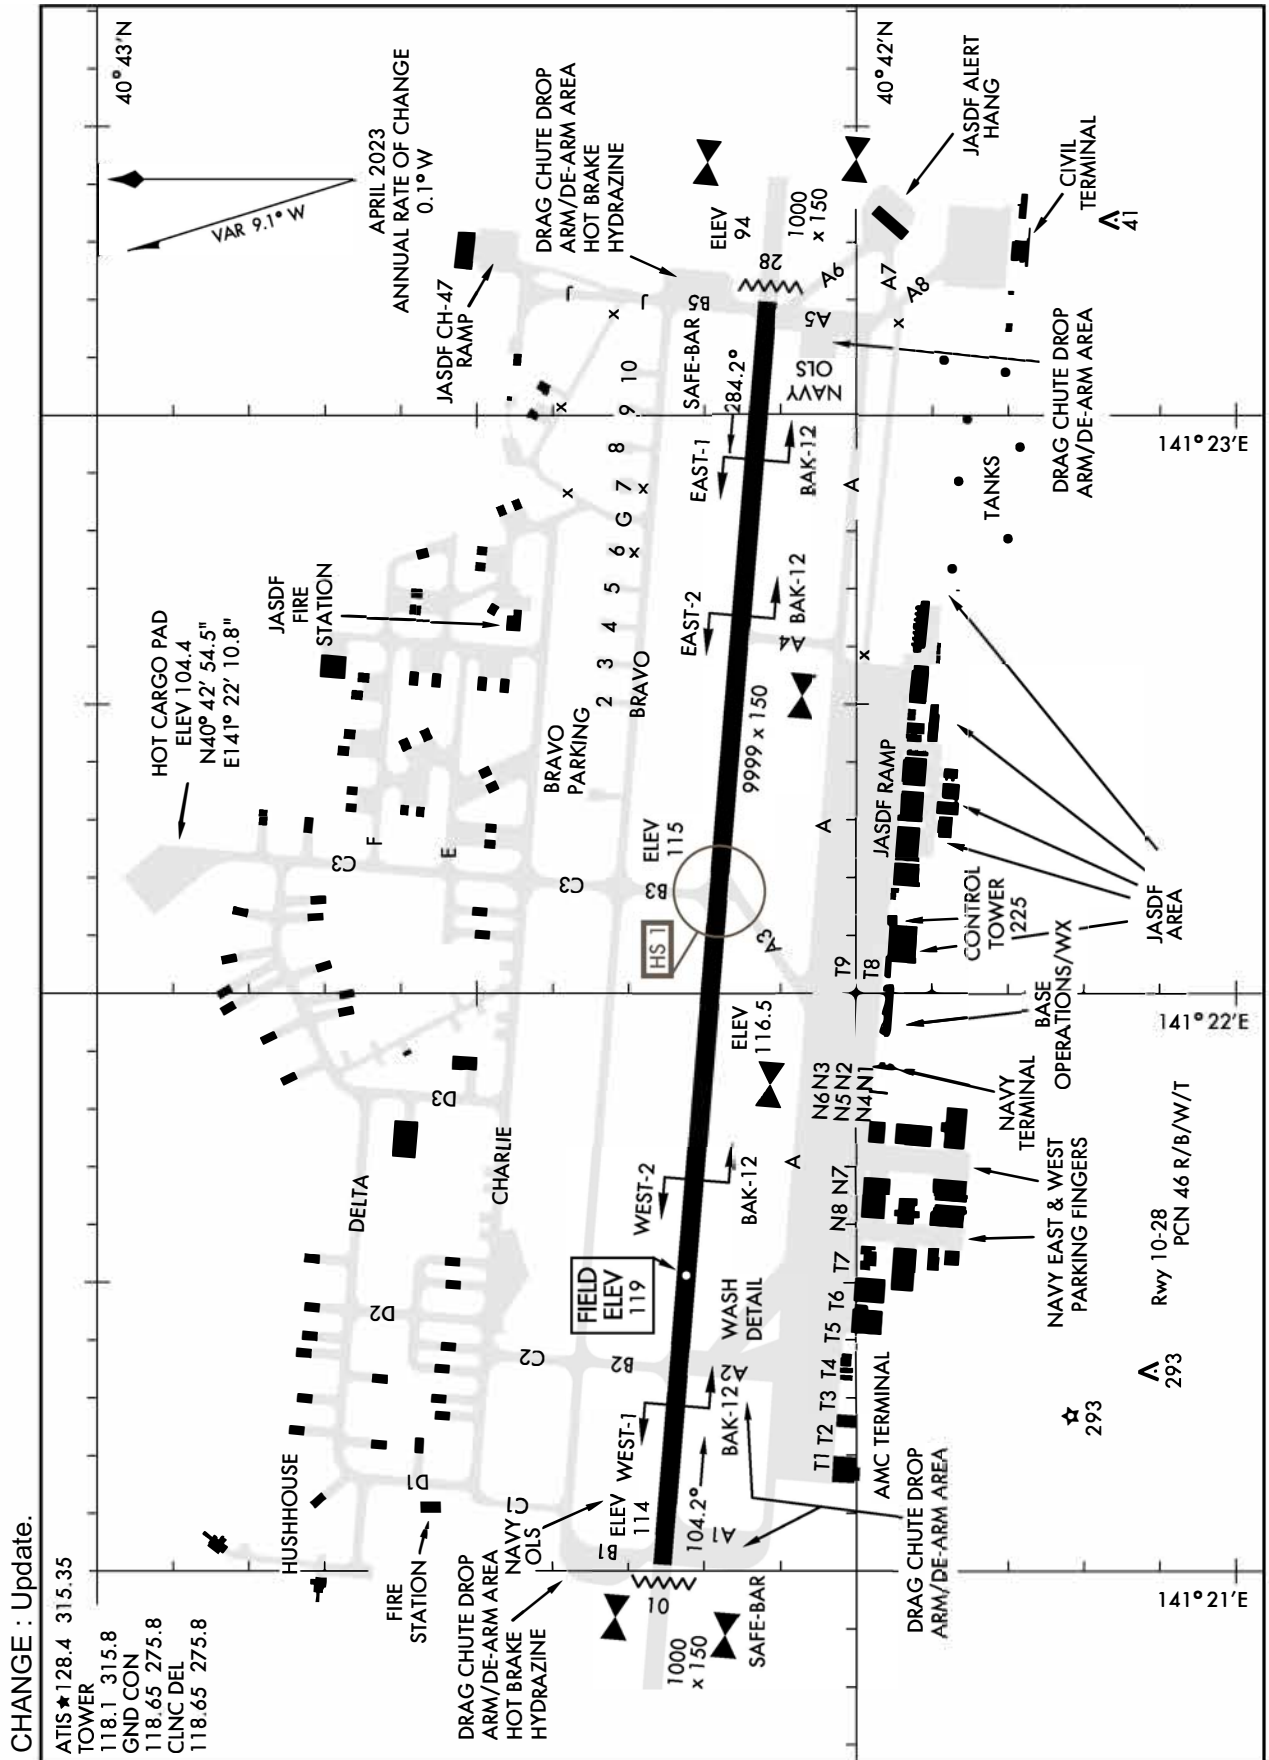 CHANGE : Update.
ATIS★128.4 315.35
TOWER
118.1 315.8
GND CON
118.65 275.8
CLNC DEL
118.65 275.8
40°43'N
VAR 9.1° W
APRIL 2023
ANNUAL RATE OF CHANGE
0.1° W
HOT CARGO PAD
ELEV 104.4
N40° 42' 54.5"
E141° 22' 10.8"
JASDF
FIRE
STATION
JASDF CH-47
RAMP
DRAG CHUTE DROP
ARM/DE-ARM AREA
HOT BRAKE
HYDRAZINE
HUSHHOUSE
FIRE
STATION
DELTA
CHARLIE
D1
D2
D3
C1
C2
C3
C3
F
E
BRAVO
PARKING
BRAVO
2
3
4
5
6
G
7
8
9
10
J
J
x
x
x
x
x
DRAG CHUTE DROP
ARM/DE-ARM AREA
HOT BRAKE
HYDRAZINE
NAVY
OLS
B1
B2
B3
B5
ELEV
114
WEST-1
FIELD
ELEV
119
WEST-2
HS 1
ELEV
115
EAST-2
EAST-1
SAFE-BAR
284.2°
ELEV
94
28
1000
x 150
10
1000
x 150
SAFE-BAR
104.2°
A1
BAK-12
A2
WASH
DETAIL
BAK-12
ELEV
116.5
A3
9999 x 150
A4
BAK-12
BAK-12
NAVY
OLS
A5
A6
A7
A8
A
A
A
x
x
40°42'N
JASDF ALERT
HANG
CIVIL
TERMINAL
41
DRAG CHUTE DROP
ARM/DE-ARM AREA
TANKS
T1 T2 T3 T4 T5 T6 T7
N8 N7
N6 N3
N5 N2
N4 N1
T9
T8
JASDF RAMP
AMC TERMINAL
DRAG CHUTE DROP
ARM/DE-ARM AREA
NAVY EAST & WEST
PARKING FINGERS
NAVY
TERMINAL
BASE
OPERATIONS/WX
CONTROL
TOWER
225
JASDF
AREA
293
293
Rwy 10-28
PCN 46 R/B/W/T
141°21'E
141°22'E
141°23'E